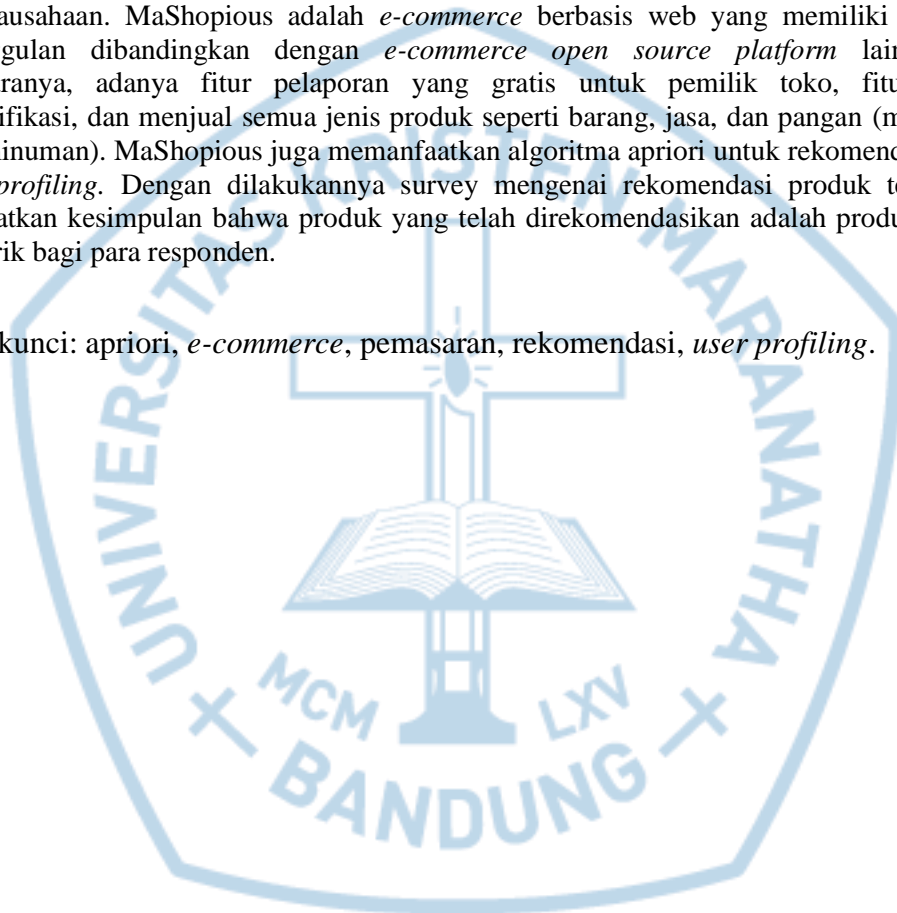 ausahaan. MaShopious adalah e-commerce berbasis web yang memiliki
gulan dibandingkan dengan e-commerce open source platform lain
ranya, adanya fitur pelaporan yang gratis untuk pemilik toko, fitu
ifikasi, dan menjual semua jenis produk seperti barang, jasa, dan pangan (m
inuman). MaShopious juga memanfaatkan algoritma apriori untuk rekomend
profiling. Dengan dilakukannya survey mengenai rekomendasi produk te
atkan kesimpulan bahwa produk yang telah direkomendasikan adalah produ
rik bagi para responden.
kunci: apriori, e-commerce, pemasaran, rekomendasi, user profiling.
UNIVERSITAS KRISTEN MARANATHA
MCM LXV
BANDUNG